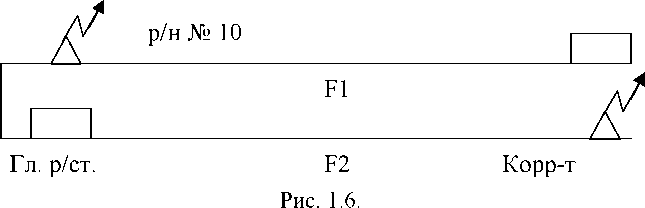 р/н № 10
F1
Гл. р/ст.
F2
Корр-т
Рис. 1.6.